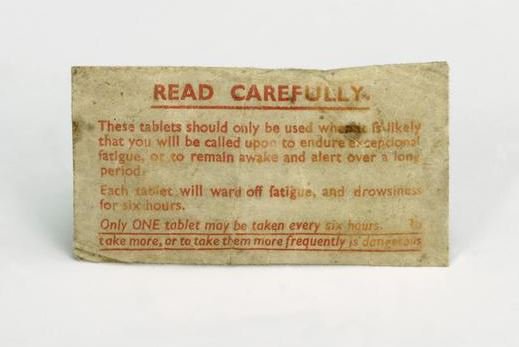 READ CAREFULLY.
These tablets should only be used when it is likely
that you will be called upon to endure exceptional
fatigue, or to remain awake and alert over a long
period.
Each tablet will ward off fatigue, and drowsiness
for six hours.
Only ONE tablet may be taken every six hours. To
take more, or to take them more frequently is dangerous